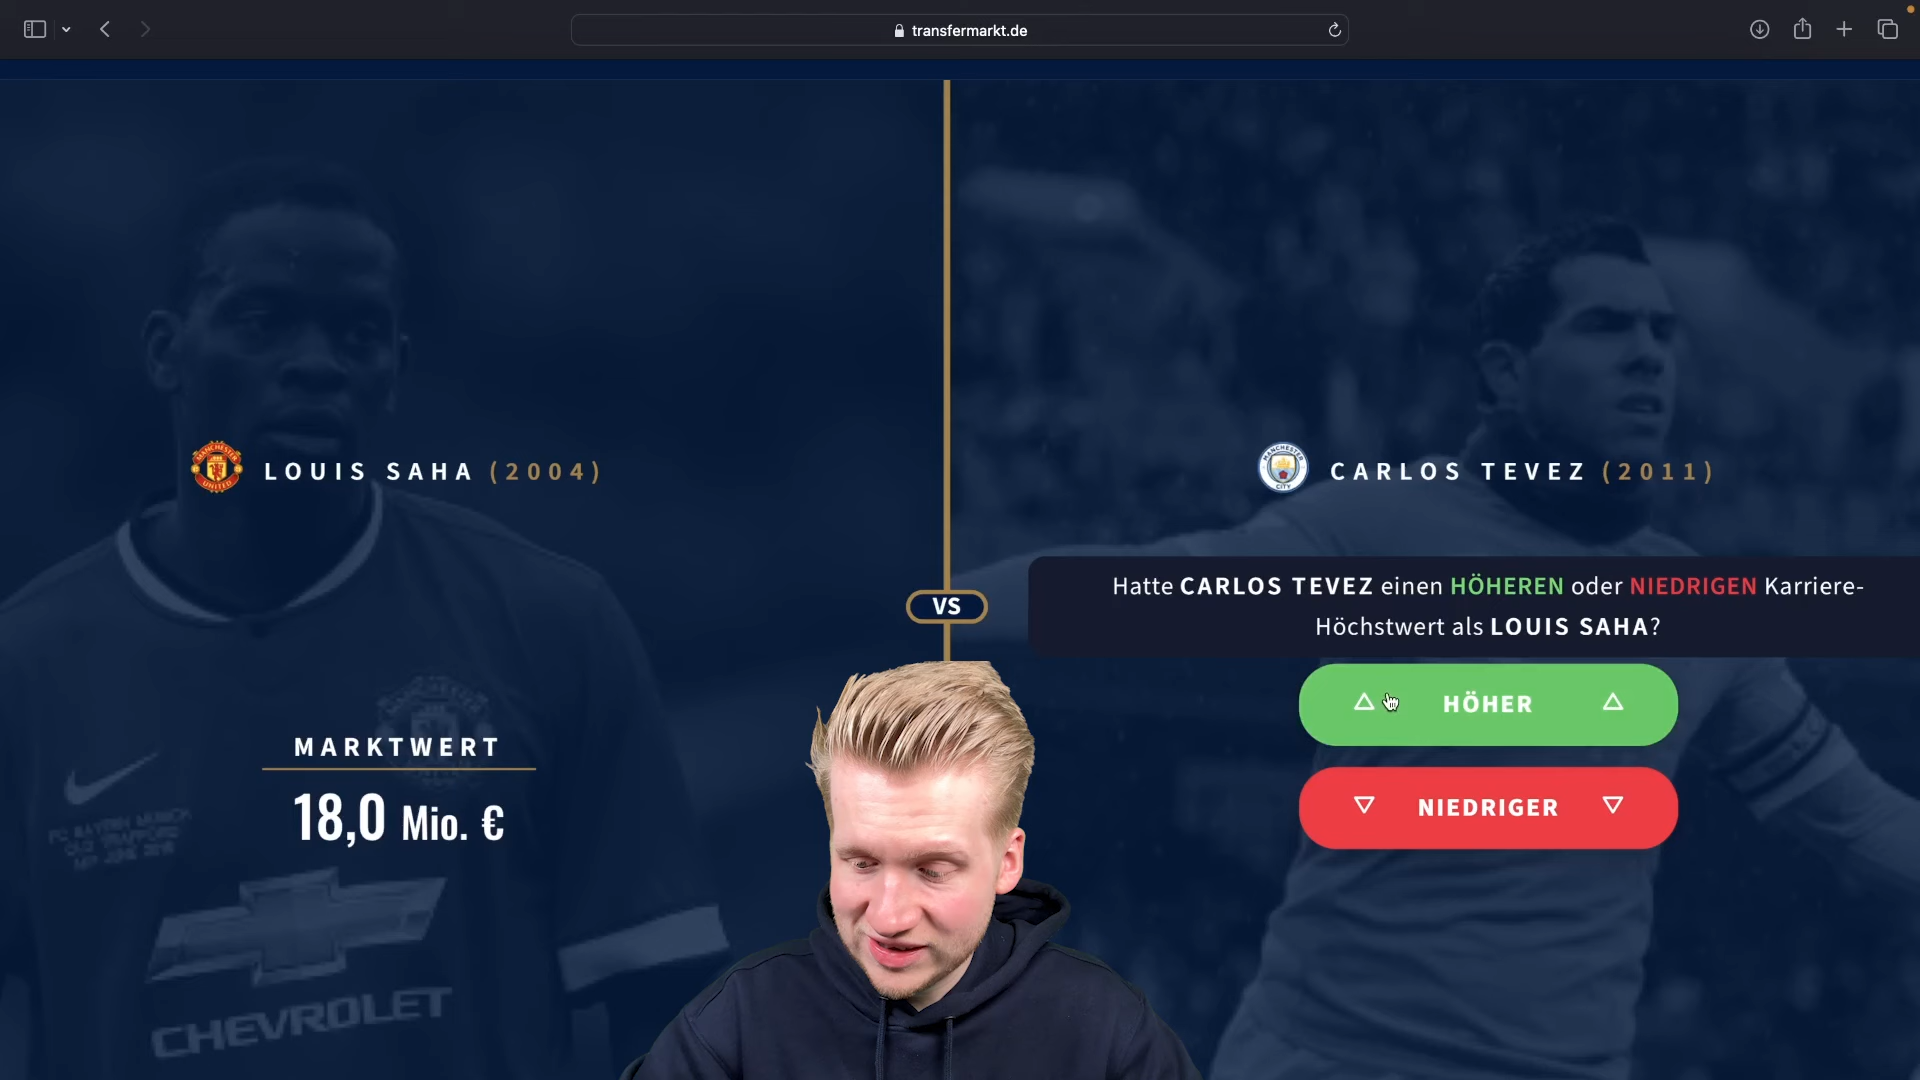 transfermarkt.de
LOUIS SAHA (2004)
CARLOS TEVEZ (2011)
VS
Hatte CARLOS TEVEZ einen HÖHEREN oder NIEDRIGEN Karriere-
Höchstwert als LOUIS SAHA?
HÖHER
NIEDRIGER
MARKTWERT
18,0 Mio. €
CHEVROLET